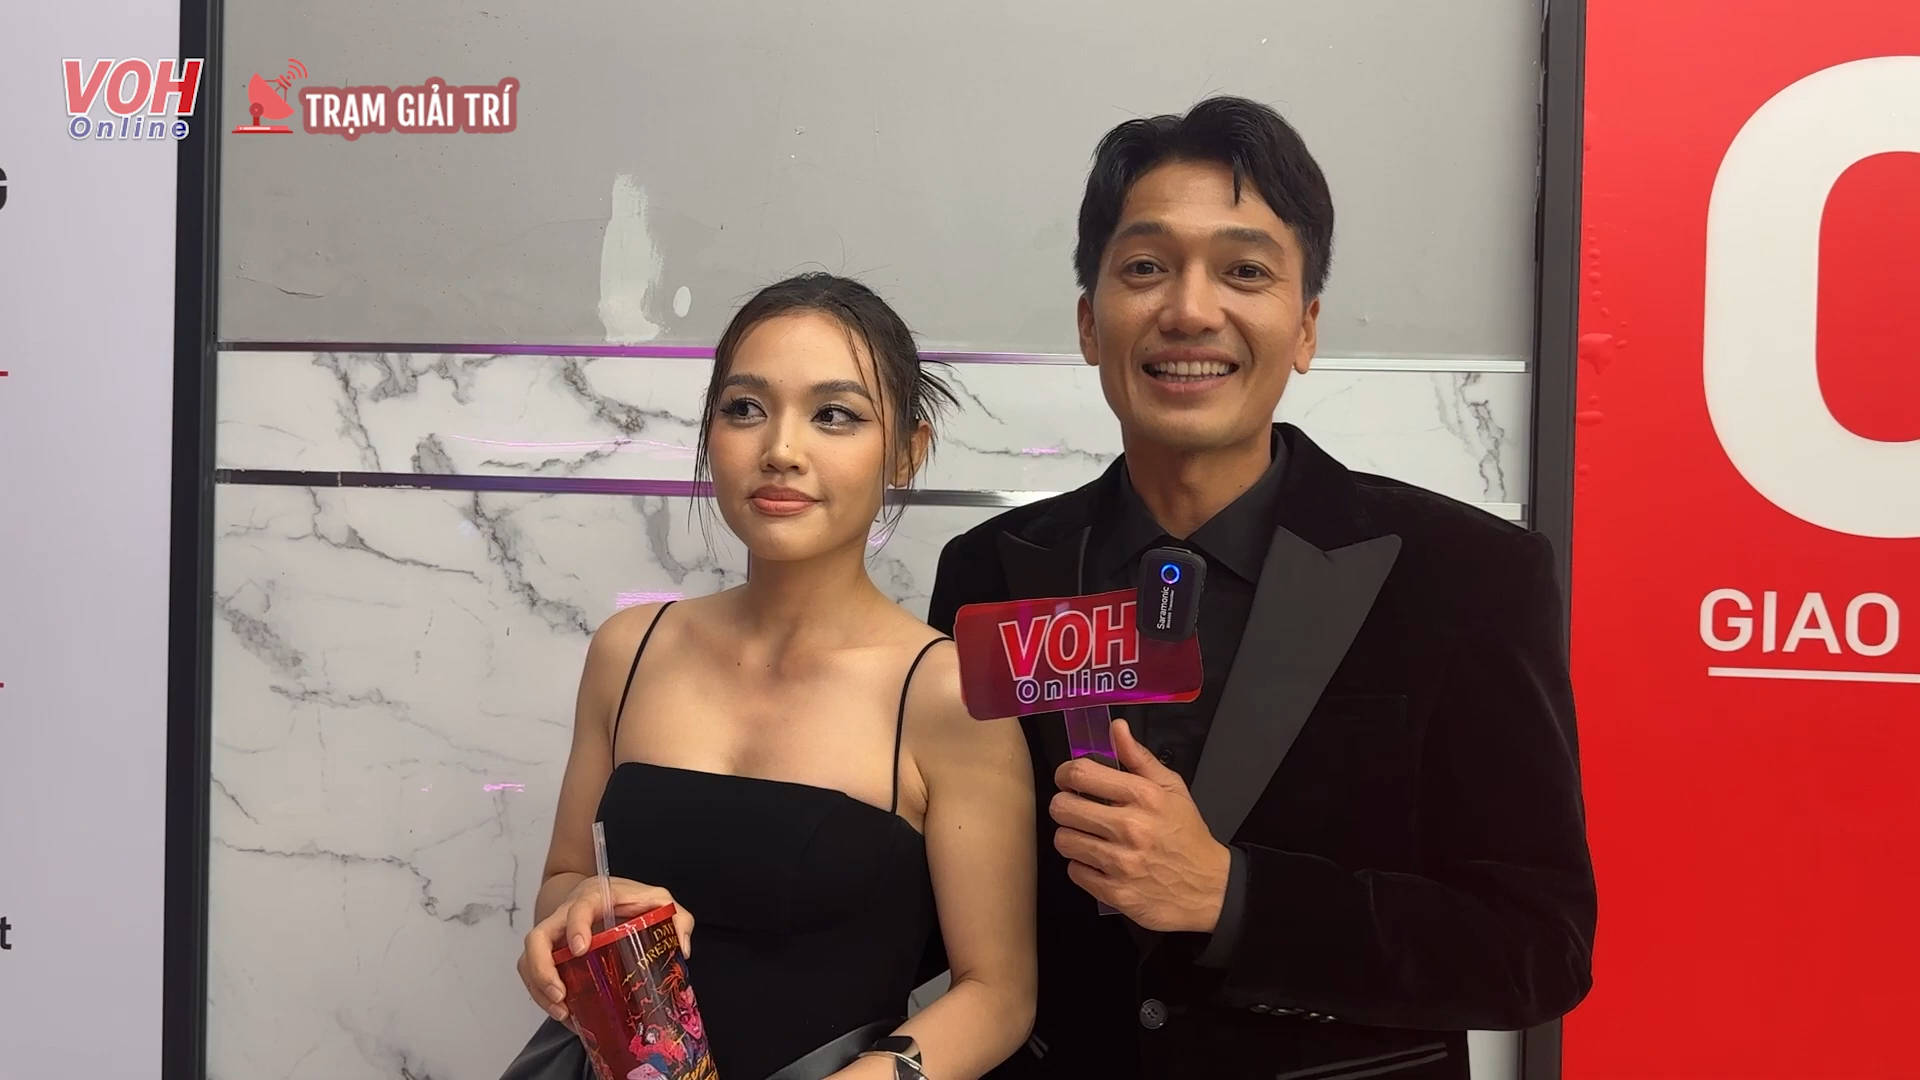 VOH
Online
TRẠM GIẢI TRÍ
G
t
VOH
Online
Saramonic
GIAO